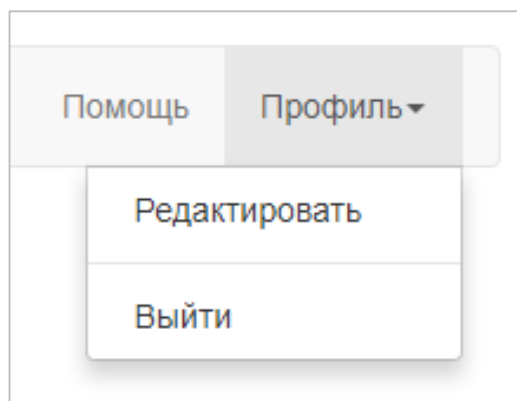 Помощь Профиль
Редактировать
Выйти